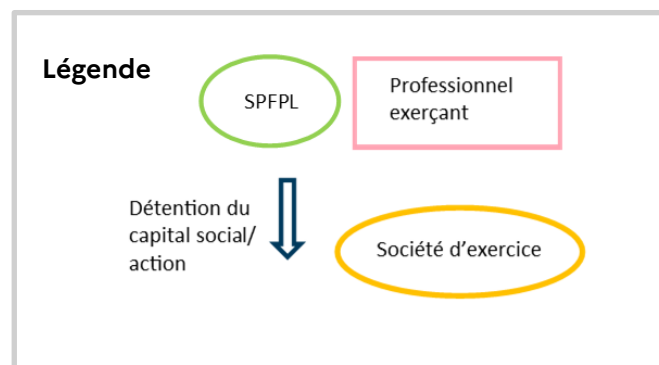 Légende
SPFPL
Professionnel
exerçant
Détention du
capital social/
action
Société d’exercice